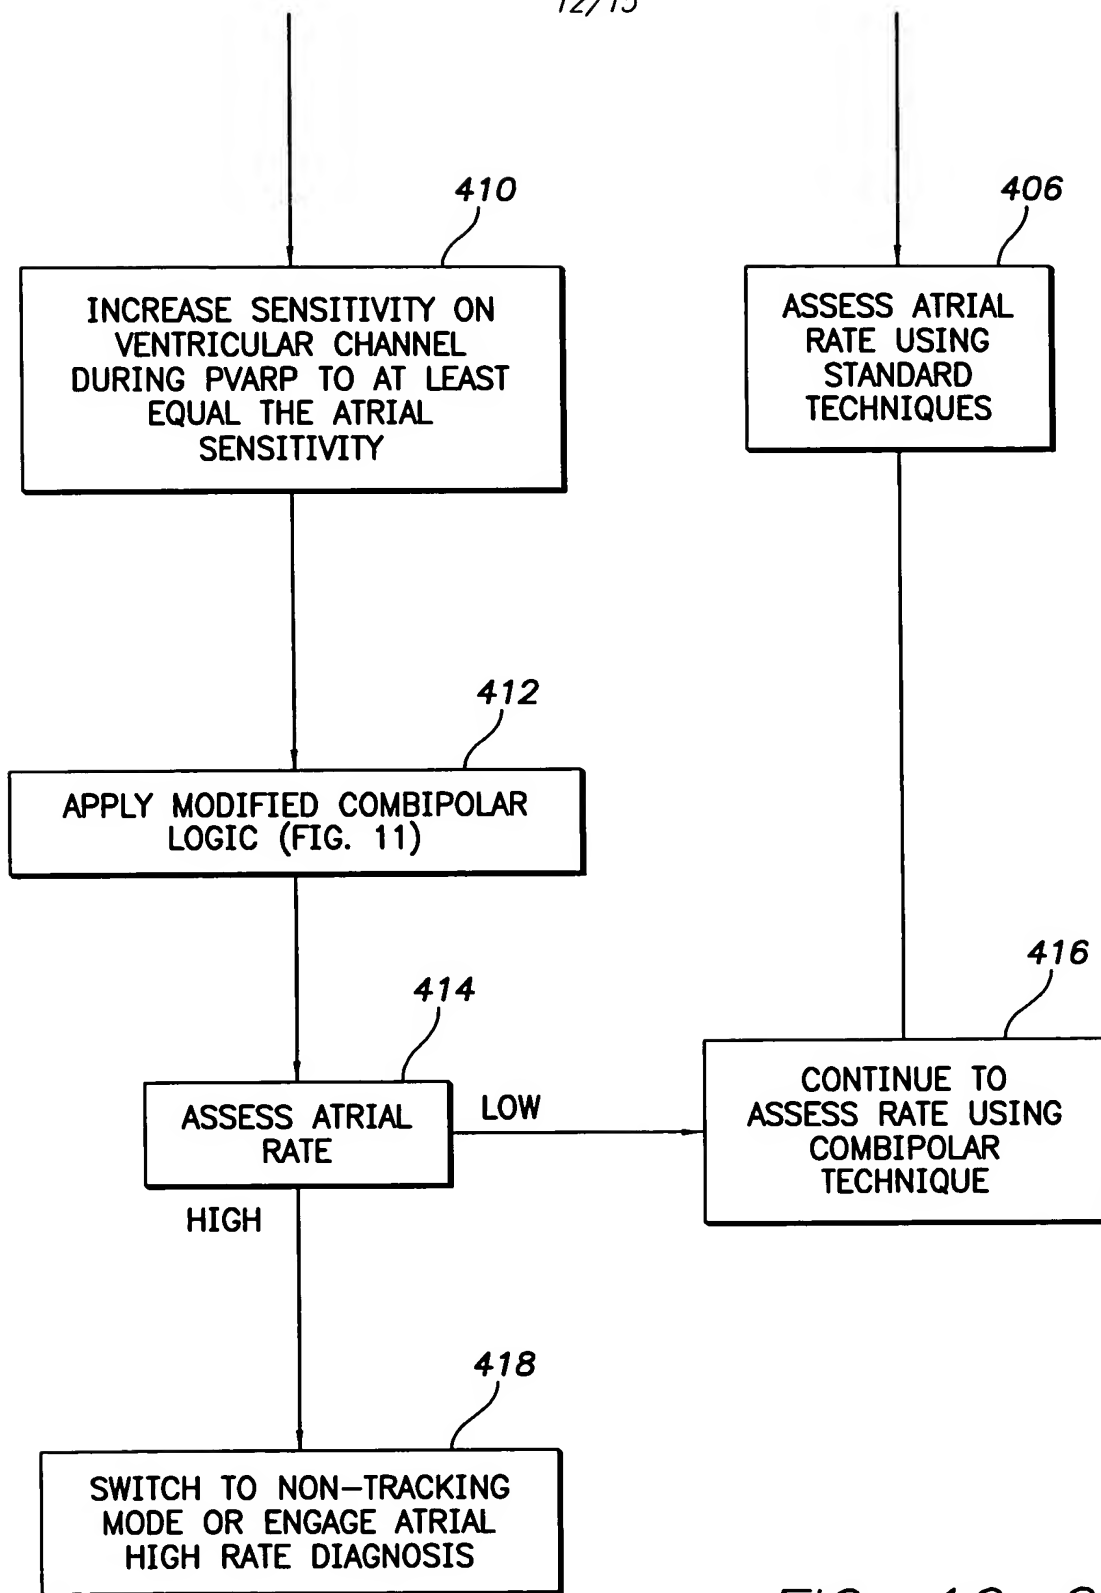 12/15
410
INCREASE SENSITIVITY ON
VENTRICULAR CHANNEL
DURING PVARP TO AT LEAST
EQUAL THE ATRIAL
SENSITIVITY
406
ASSESS ATRIAL
RATE USING
STANDARD
TECHNIQUES
412
APPLY MODIFIED COMBIPOLAR
LOGIC (FIG. 11)
414
ASSESS ATRIAL
RATE
LOW
HIGH
416
CONTINUE TO
ASSESS RATE USING
COMBIPOLAR
TECHNIQUE
418
SWITCH TO NON-TRACKING
MODE OR ENGAGE ATRIAL
HIGH RATE DIAGNOSIS